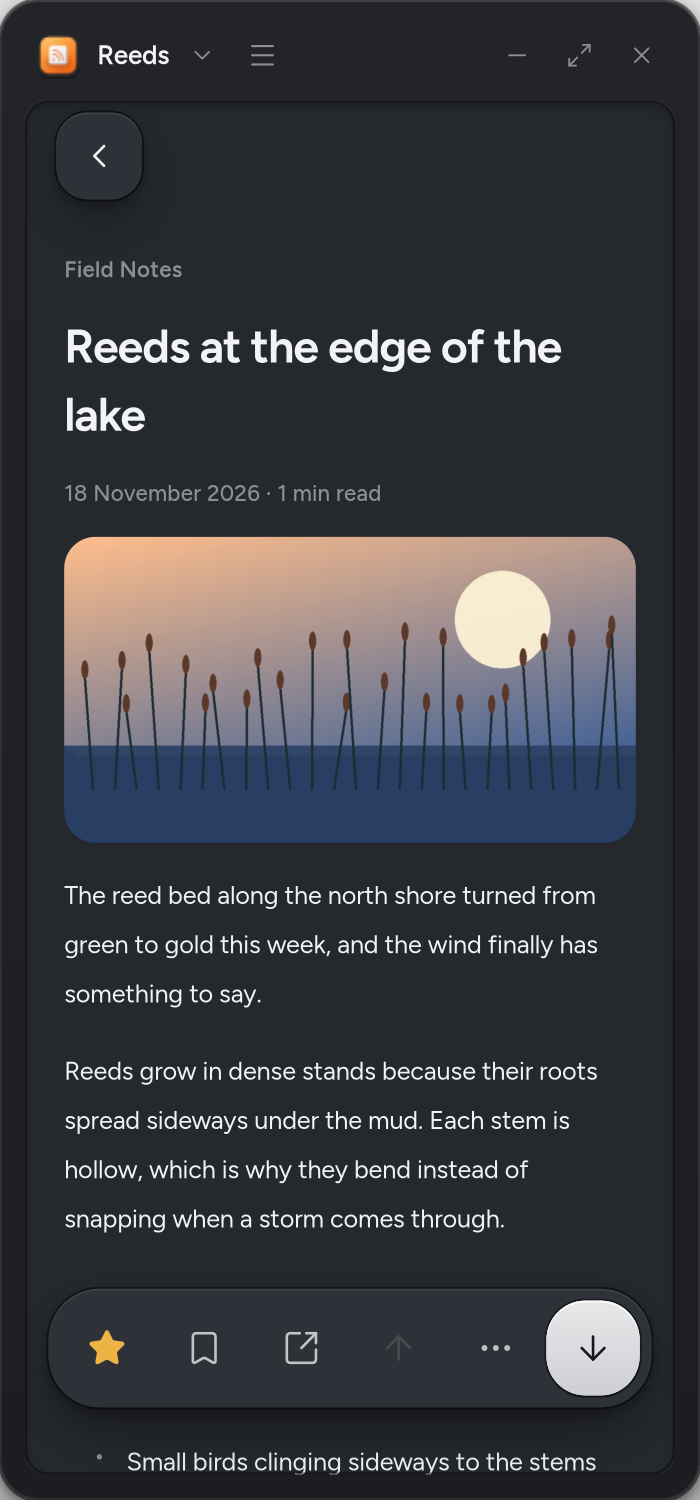 Reeds
Field Notes
Reeds at the edge of the
lake
18 November 2026 · 1 min read
The reed bed along the north shore turned from
green to gold this week, and the wind finally has
something to say.
Reeds grow in dense stands because their roots
spread sideways under the mud. Each stem is
hollow, which is why they bend instead of
snapping when a storm comes through.
• Small birds clinging sideways to the stems